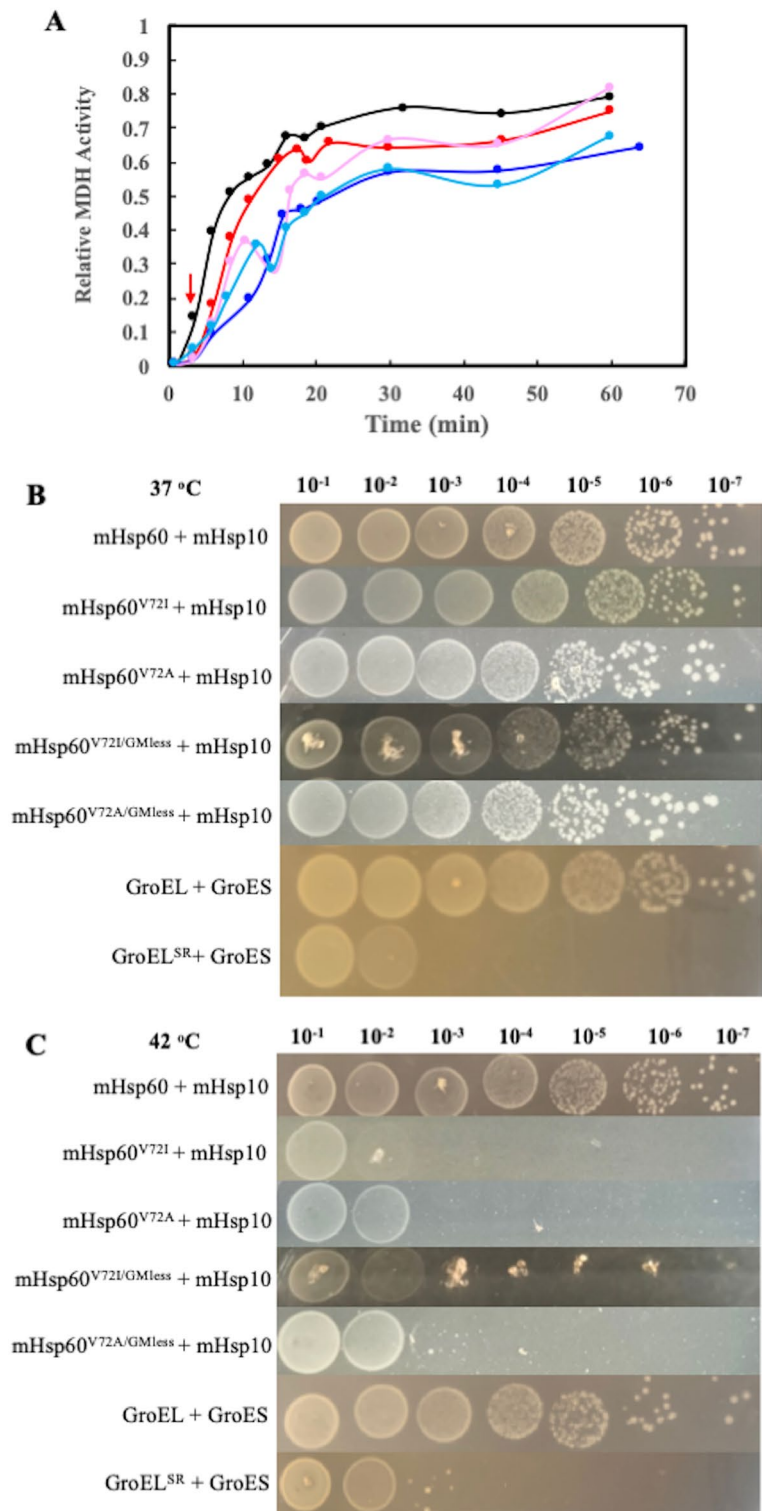 A
Relative MDH Activity
1
0.9
0.8
0.7
0.6
0.5
0.4
0.3
0.2
0.1
0
0 10 20 30 40 50 60 70
Time (min)
B 37 °C 10⁻¹ 10⁻² 10⁻³ 10⁻⁴ 10⁻⁵ 10⁻⁶ 10⁻⁷
mHsp60 + mHsp10
mHsp60ⱽ⁷²ᴵ + mHsp10
mHsp60ⱽ⁷²ᴬ + mHsp10
mHsp60ⱽ⁷²ᴵ/ᴳᴹˡᵉˢˢ + mHsp10
mHsp60ⱽ⁷²ᴬ/ᴳᴹˡᵉˢˢ + mHsp10
GroEL + GroES
GroELSR+ GroES
C 42 °C 10⁻¹ 10⁻² 10⁻³ 10⁻⁴ 10⁻⁵ 10⁻⁶ 10⁻⁷
mHsp60 + mHsp10
mHsp60ⱽ⁷²ᴵ + mHsp10
mHsp60ⱽ⁷²ᴬ + mHsp10
mHsp60ⱽ⁷²ᴵ/ᴳᴹˡᵉˢˢ + mHsp10
mHsp60ⱽ⁷²ᴬ/ᴳᴹˡᵉˢˢ + mHsp10
GroEL + GroES
GroELSR + GroES